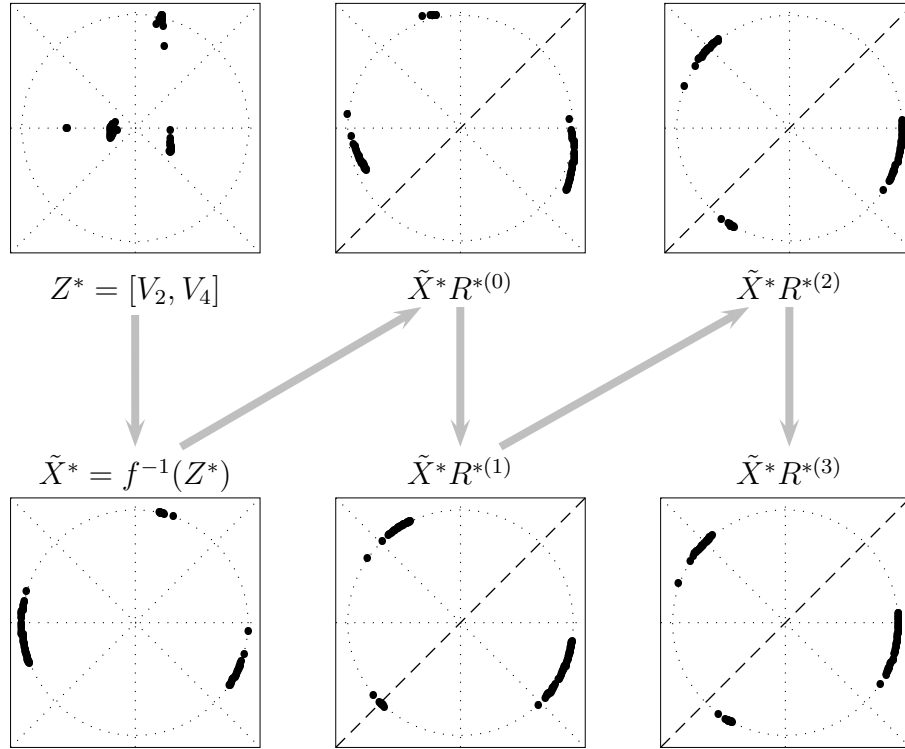 Z* = [V₂, V₄]
X̃*R*⁽⁰⁾
X̃*R*⁽²⁾
X̃* = f⁻¹(Z*)
X̃*R*⁽¹⁾
X̃*R*⁽³⁾